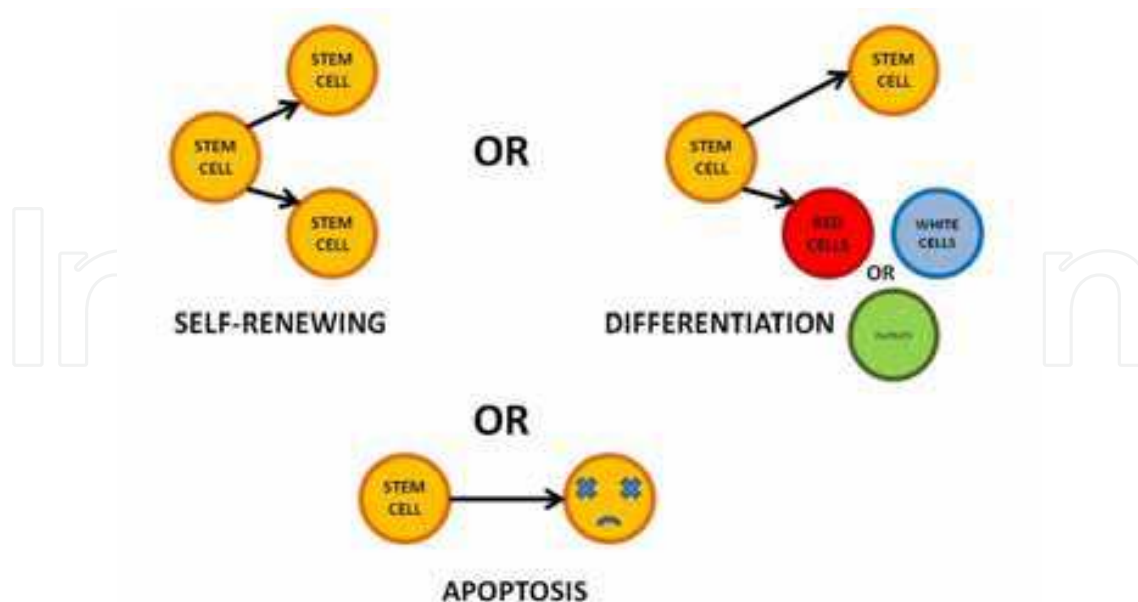 STEM
CELL
STEM
CELL
STEM
CELL
SELF-RENEWING
OR
STEM
CELL
STEM
CELL
RED
CELLS
WHITE
CELLS
OR
DIFFERENTIATION
OR
STEM
CELL
APOPTOSIS